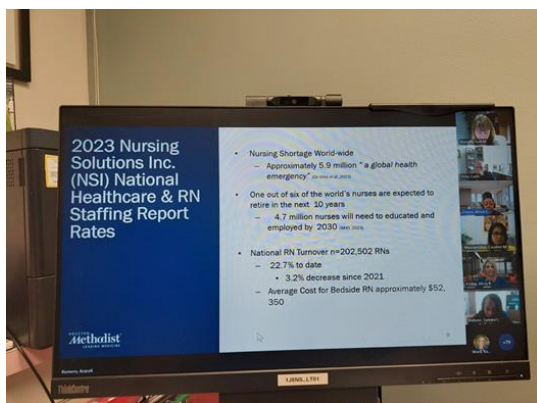 2023 Nursing
Solutions Inc.
(NSI) National
Healthcare & RN
Staffing Report
Rates
HOUSTON
Methodist
LEADING MEDICINE
• Nursing Shortage World-wide
– Approximately 5.9 million " a global health
emergency"
• One out of six of the world's nurses are expected to
retire in the next 10 years
– 4.7 million nurses will need to educated and
employed by 2030
• National RN Turnover n=202,502 RNs
– 22.7% to date
• 3.2% decrease since 2021
– Average Cost for Bedside RN approximately $52,
350
ThinkCentre